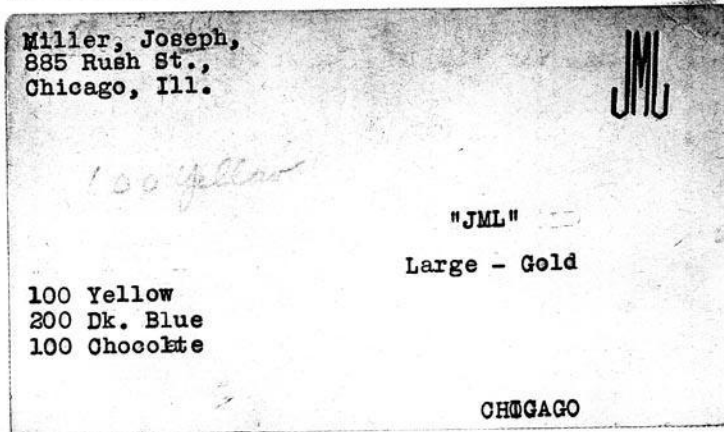 Miller, Joseph,
885 Rush St.,
Chicago, Ill.
JML
100 Yellow
"JML"
Large - Gold
100 Yellow
200 Dk. Blue
100 Chocolate
CHIGAGO